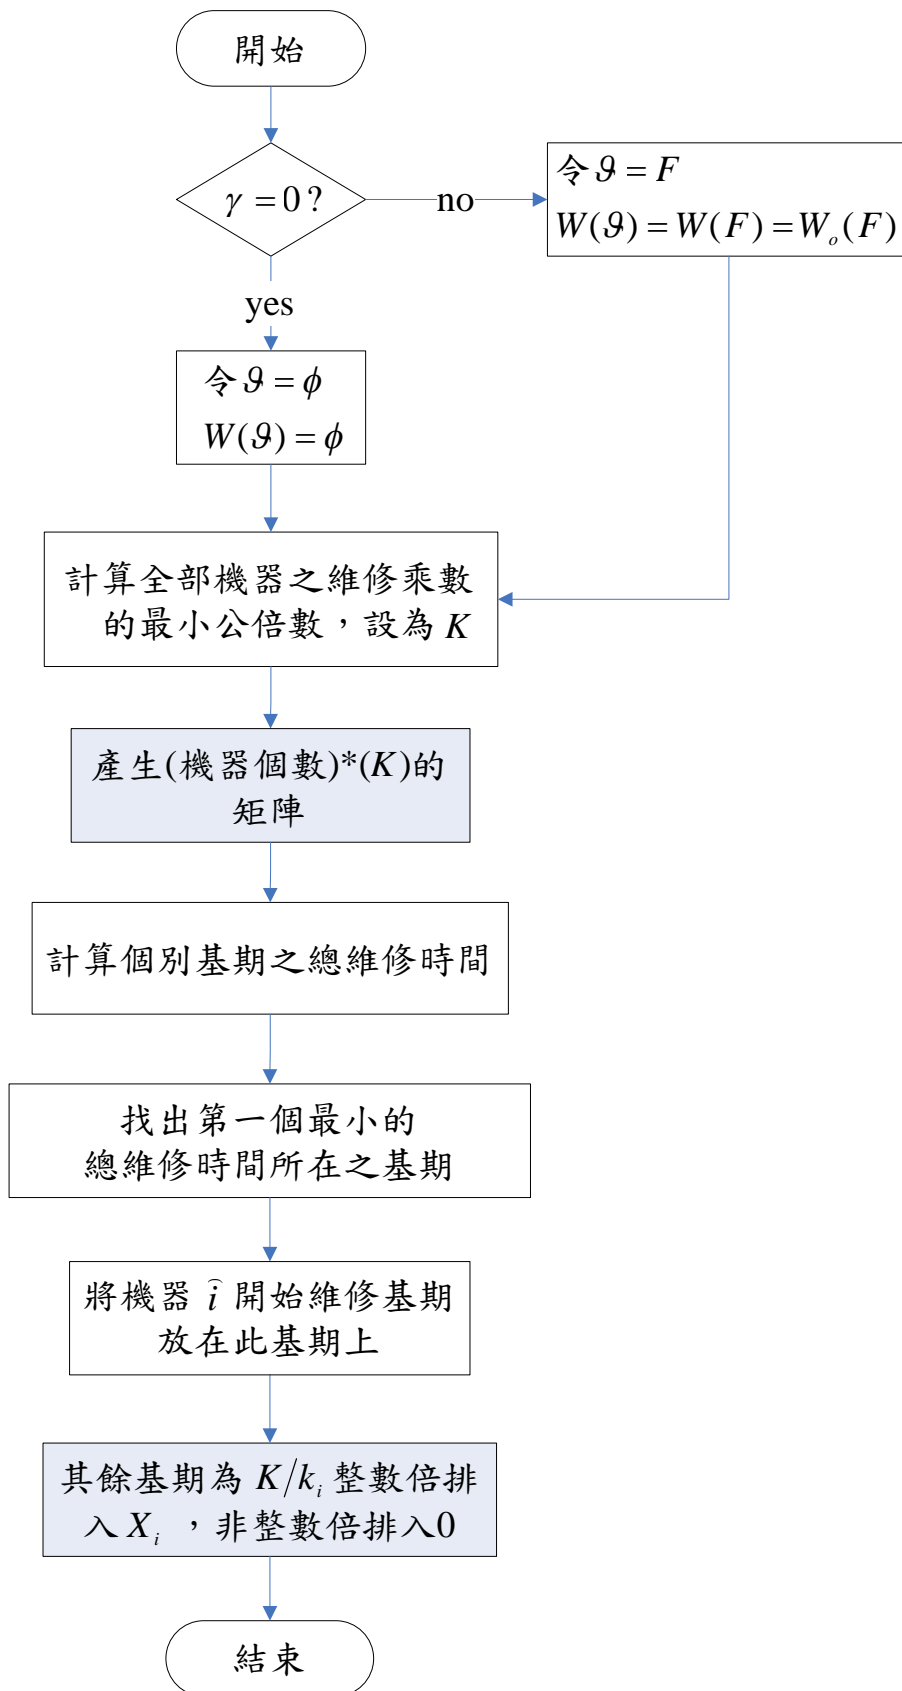 開始
γ = 0 ?
no
令 𝜗 = F
W(𝜗) = W(F) = Wₒ(F)
yes
令 𝜗 = ϕ
W(𝜗) = ϕ
計算全部機器之維修乘數
的最小公倍數，設為 K
產生(機器個數)*(K)的
矩陣
計算個別基期之總維修時間
找出第一個最小的
總維修時間所在之基期
將機器 i͡ 開始維修基期
放在此基期上
其餘基期為 K/kᵢ 整數倍排
入 Xᵢ ，非整數倍排入0
結束